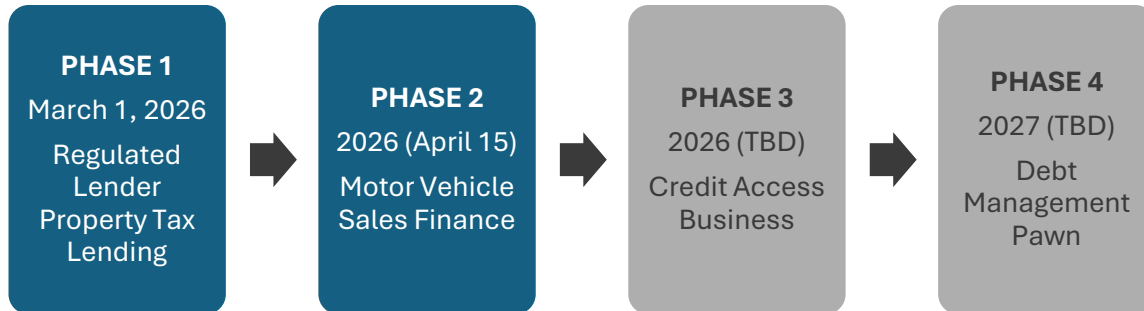 PHASE 1
March 1, 2026
Regulated
Lender
Property Tax
Lending
PHASE 2
2026 (April 15)
Motor Vehicle
Sales Finance
PHASE 3
2026 (TBD)
Credit Access
Business
PHASE 4
2027 (TBD)
Debt
Management
Pawn